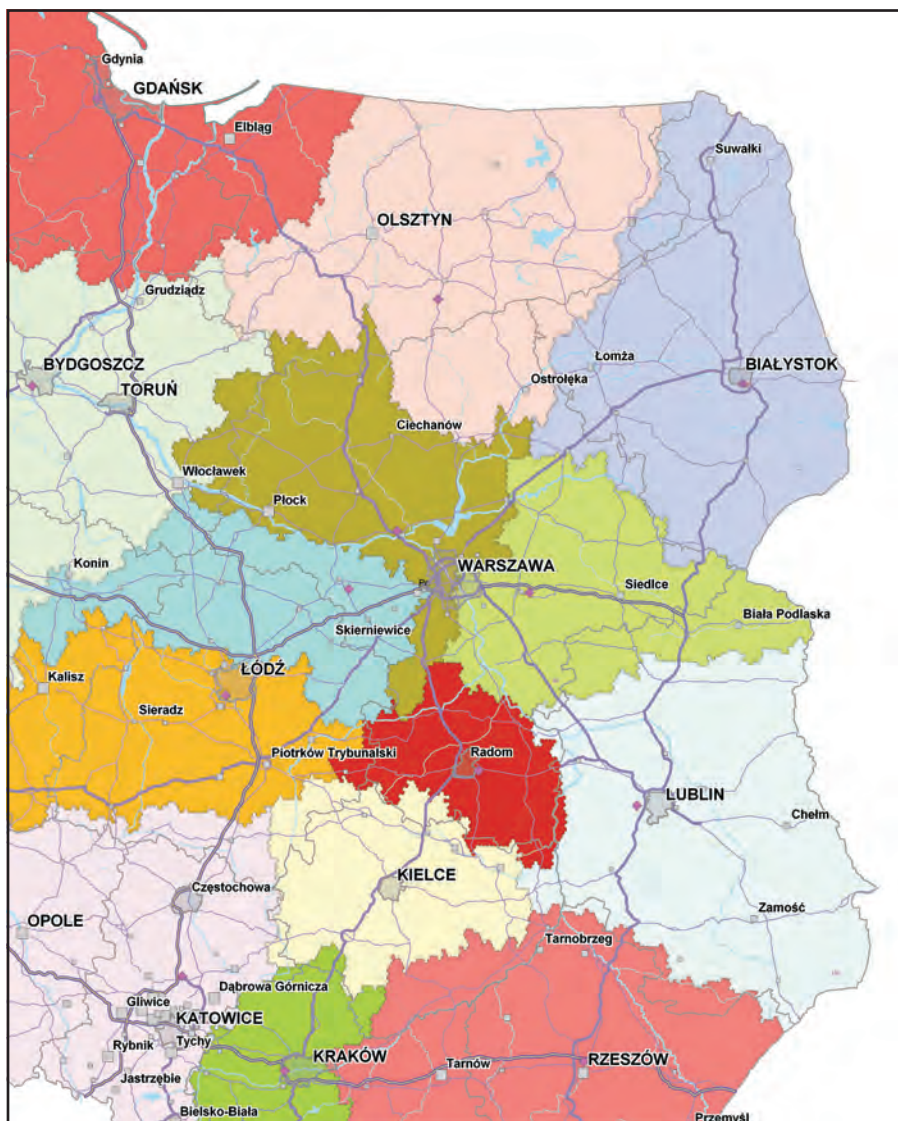 Gdynia
GDAŃSK
Elbląg
Suwałki
OLSZTYN
Grudziądz
BYDGOSZCZ
TORUŃ
Łomża
BIAŁYSTOK
Ostrołęka
Ciechanów
Włocławek
Płock
Konin
WARSZAWA
Pr
Siedlce
Biała Podlaska
Skierniewice
ŁÓDŹ
Kalisz
Sieradz
Piotrków Trybunalski
Radom
LUBLIN
Chełm
KIELCE
Częstochowa
OPOLE
Zamość
Tarnobrzeg
Dąbrowa Górnicza
Gliwice
KATOWICE
Rybnik
Tychy
KRAKÓW
Tarnów
RZESZÓW
Jastrzębie
Bielsko-Biała
Przemyśl